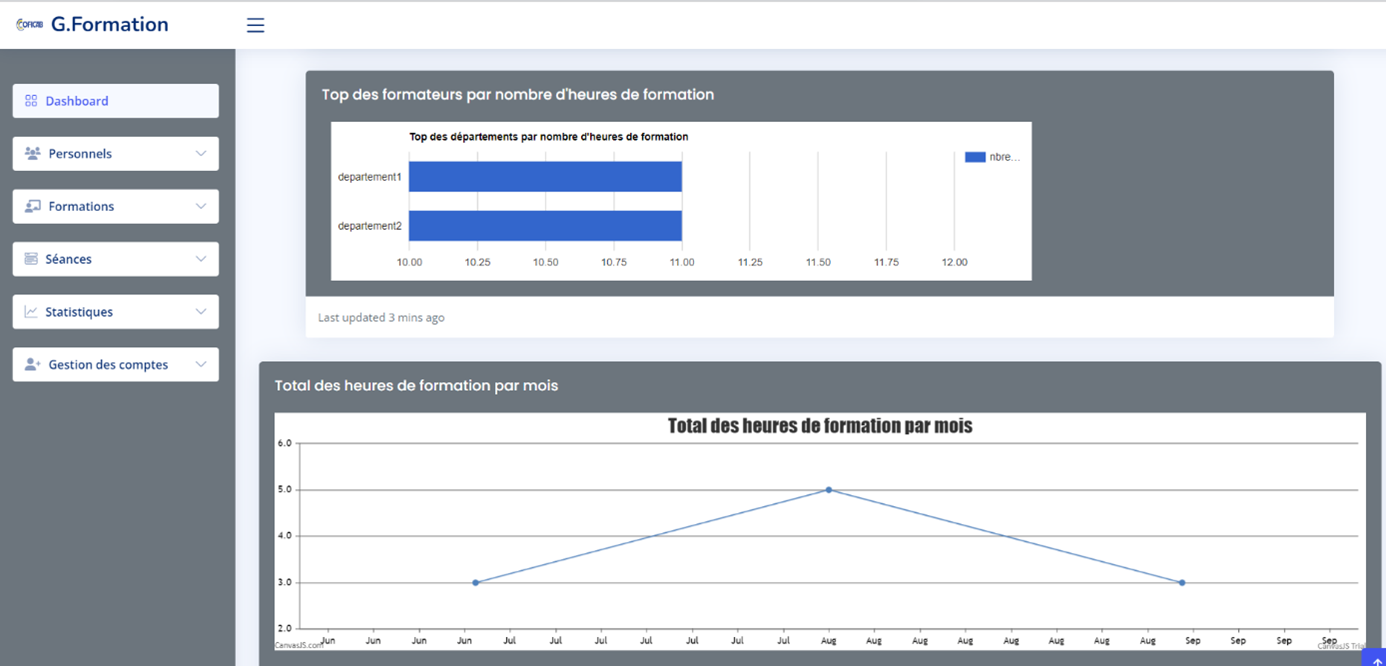 COFICAB G.Formation
Dashboard
Personnels
Formations
Séances
Statistiques
Gestion des comptes
Top des formateurs par nombre d'heures de formation
Top des départements par nombre d'heures de formation
nbre...
departement1
departement2
10.00 10.25 10.50 10.75 11.00 11.25 11.50 11.75 12.00
Last updated 3 mins ago
Total des heures de formation par mois
Total des heures de formation par mois
6.0
5.0
4.0
3.0
2.0
Jun Jun Jun Jun Jul Jul Jul Jul Jul Jul Jul Aug Aug Aug Aug Aug Aug Aug Aug Sep Sep Sep Sep
CanvasJS.com
CanvasJS Trial